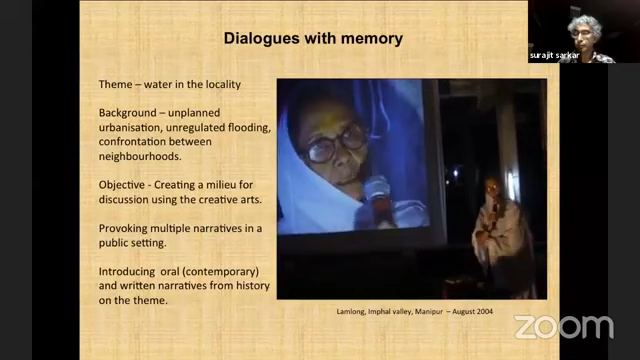 Dialogues with memory
surajit sarkar
Theme – water in the locality
Background – unplanned
urbanisation, unregulated flooding,
confrontation between
neighbourhoods.
Objective - Creating a milieu for
discussion using the creative arts.
Provoking multiple narratives in a
public setting.
Introducing oral (contemporary)
and written narratives from history
on the theme.
Lamlong, Imphal valley, Manipur – August 2004
zoom